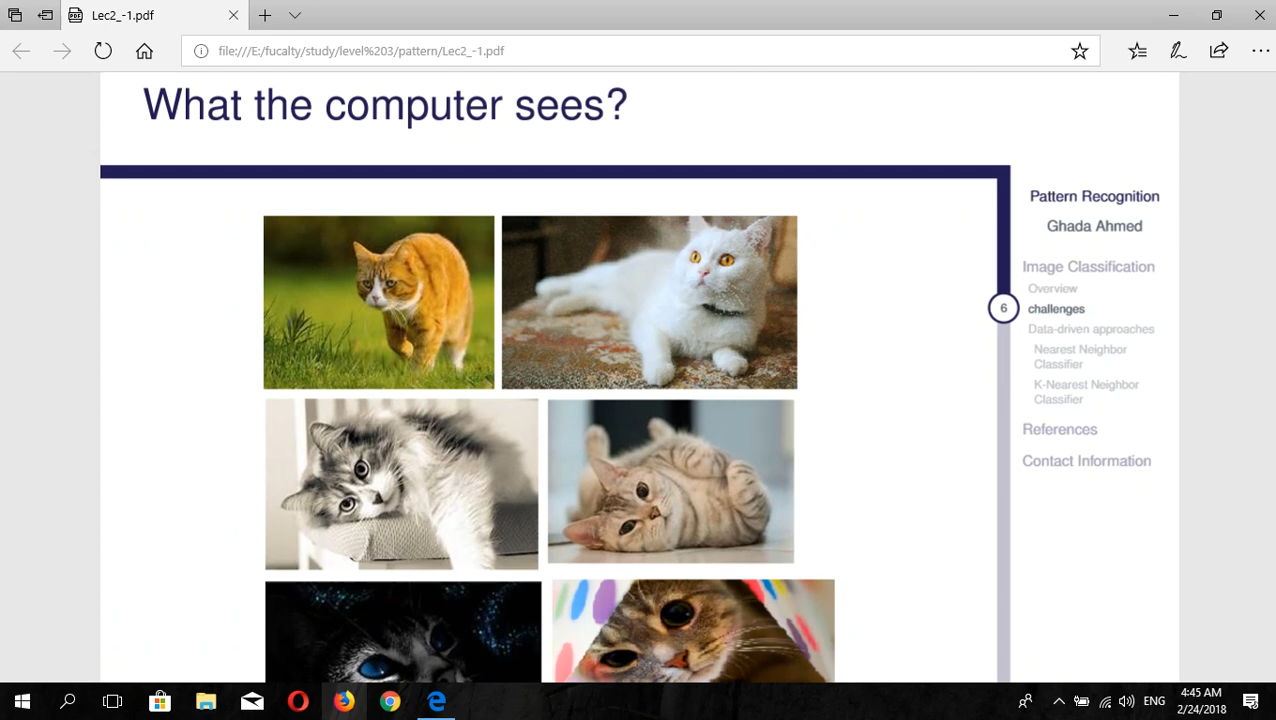 Lec2_-1.pdf
file:///E:/fucalty/study/level%203/pattern/Lec2_-1.pdf
What the computer sees?
Pattern Recognition
Ghada Ahmed
Image Classification
Overview
6
challenges
Data-driven approaches
Nearest Neighbor
Classifier
K-Nearest Neighbor
Classifier
References
Contact Information
ENG
4:45 AM
2/24/2018